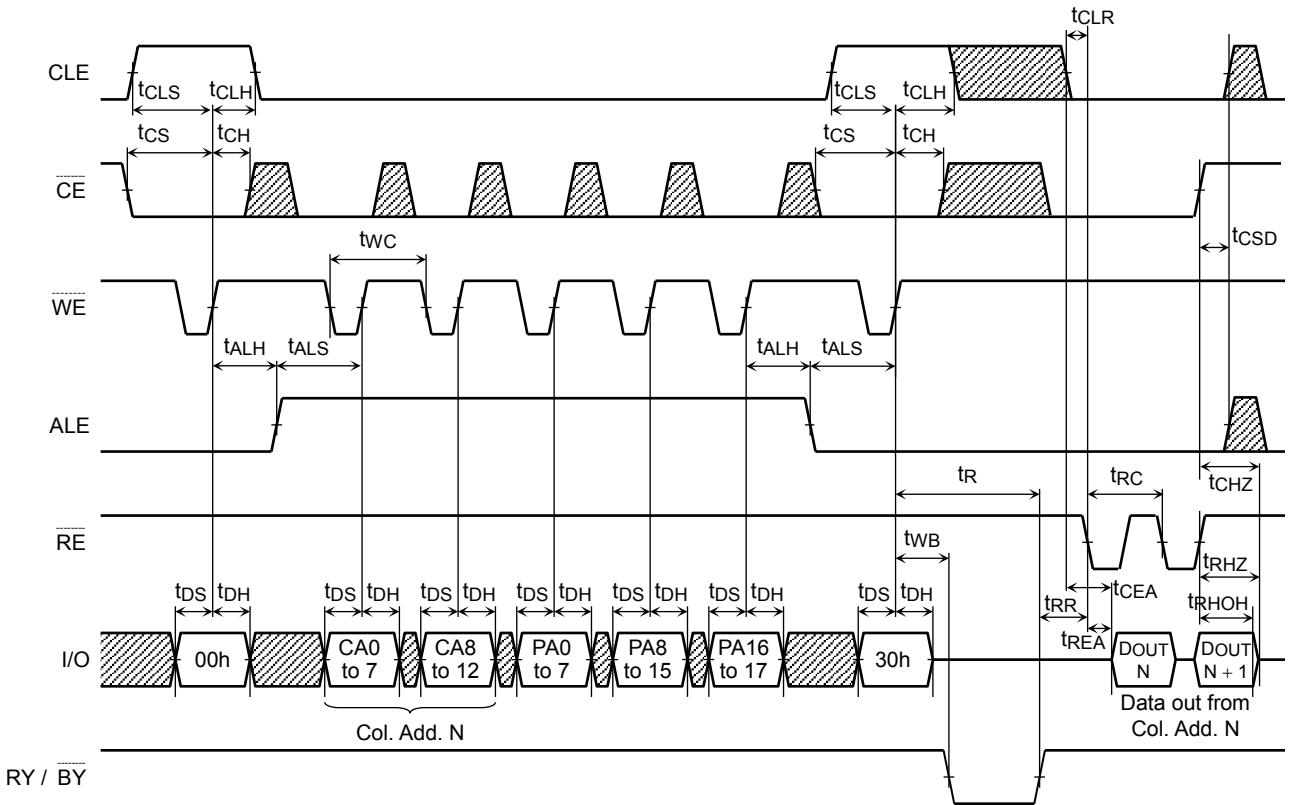 tCLR
CLE
tCLS tCLH tCLS tCLH
tCS tCH tCS tCH
CE
tCSD
tWC
WE
tALH tALS tALH tALS
ALE
tR tRC tCHZ
RE
tWB tRHZ
tDS tDH tDS tDH tDS tDH tDS tDH tDS tDH tDS tDH tDS tDH tCEA
tRR tRHOH
tREA
I/O
00h
CA0
to 7
CA8
to 12
PA0
to 7
PA8
to 15
PA16
to 17
30h
DOUT
N
DOUT
N + 1
Col. Add. N
Data out from
Col. Add. N
RY / BY